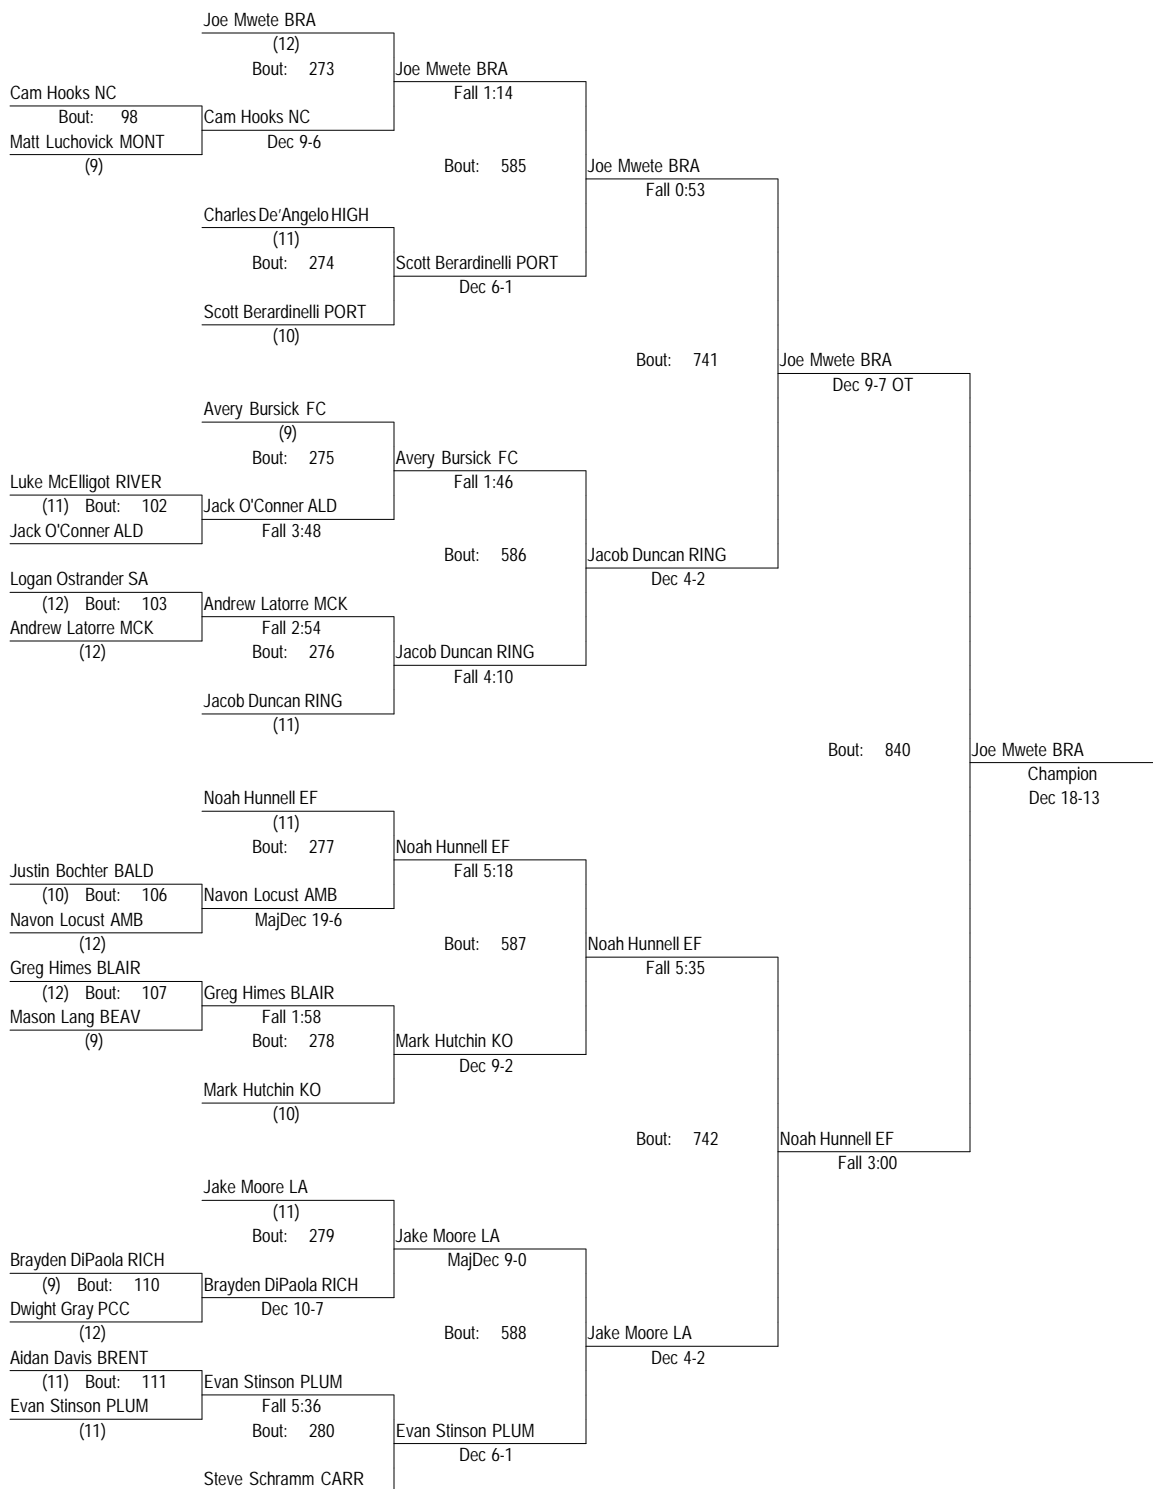 Joe Mwete BRA
(12)
Bout: 273
Joe Mwete BRA
Fall 1:14
Cam Hooks NC
Bout: 98
Cam Hooks NC
Matt Luchovick MONT
Dec 9-6
(9)
Bout: 585
Joe Mwete BRA
Fall 0:53
Charles De'Angelo HIGH
(11)
Bout: 274
Scott Berardinelli PORT
Dec 6-1
Scott Berardinelli PORT
(10)
Bout: 741
Joe Mwete BRA
Dec 9-7 OT
Avery Bursick FC
(9)
Bout: 275
Avery Bursick FC
Fall 1:46
Luke McElligot RIVER
(11) Bout: 102
Jack O'Conner ALD
Jack O'Conner ALD
Fall 3:48
Bout: 586
Jacob Duncan RING
Dec 4-2
Logan Ostrander SA
(12) Bout: 103
Andrew Latorre MCK
Andrew Latorre MCK
Fall 2:54
(12)
Bout: 276
Jacob Duncan RING
Fall 4:10
Jacob Duncan RING
(11)
Bout: 840
Joe Mwete BRA
Champion
Dec 18-13
Noah Hunnell EF
(11)
Bout: 277
Noah Hunnell EF
Fall 5:18
Justin Bochter BALD
(10) Bout: 106
Navon Locust AMB
Navon Locust AMB
MajDec 19-6
(12)
Bout: 587
Noah Hunnell EF
Fall 5:35
Greg Himes BLAIR
(12) Bout: 107
Greg Himes BLAIR
Mason Lang BEAV
Fall 1:58
(9)
Bout: 278
Mark Hutchin KO
Dec 9-2
Mark Hutchin KO
(10)
Bout: 742
Noah Hunnell EF
Fall 3:00
Jake Moore LA
(11)
Bout: 279
Jake Moore LA
MajDec 9-0
Brayden DiPaola RICH
(9) Bout: 110
Brayden DiPaola RICH
Dwight Gray PCC
Dec 10-7
(12)
Bout: 588
Jake Moore LA
Dec 4-2
Aidan Davis BRENT
(11) Bout: 111
Evan Stinson PLUM
Evan Stinson PLUM
Fall 5:36
(11)
Bout: 280
Evan Stinson PLUM
Dec 6-1
Steve Schramm CARR